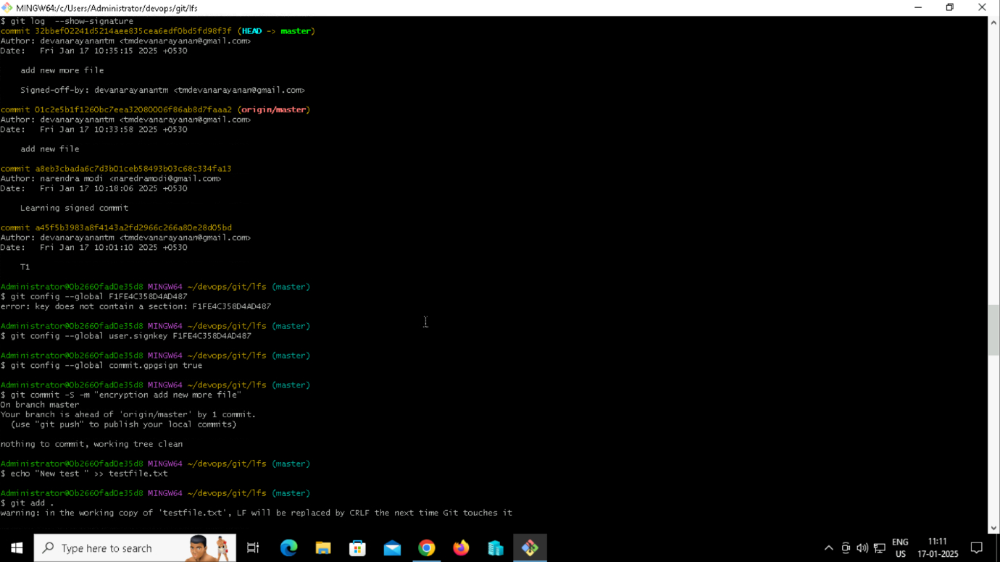 MINGW64:/c/Users/Administrator/devops/git/lfs
$ git log  --show-signature
commit 32bbef02241d5214aee835cea6edf0bd5fd98f3f (HEAD -> master)
Author: devanarayanantm <tmdevanarayanan@gmail.com>
Date:   Fri Jan 17 10:35:15 2025 +0530
    add new more file
    Signed-off-by: devanarayanantm <tmdevanarayanan@gmail.com>
commit 01c2e5b1f1260bc7eea32080006f86ab8d7faaa2 (origin/master)
Author: devanarayanantm <tmdevanarayanan@gmail.com>
Date:   Fri Jan 17 10:33:58 2025 +0530
    add new file
commit a8eb3cbada6c7d3b01ceb58493b03c68c334fa13
Author: narendra modi <naredramodi@gmail.com>
Date:   Fri Jan 17 10:18:06 2025 +0530
    Learning signed commit
commit a45f5b3983a8f4143a2fd2966c266a80e28d05bd
Author: devanarayanantm <tmdevanarayanan@gmail.com>
Date:   Fri Jan 17 10:01:10 2025 +0530
    T1
Administrator@0b2660fad0e35d8 MINGW64 ~/devops/git/lfs (master)
$ git config --global F1FE4C358D4AD487
error: key does not contain a section: F1FE4C358D4AD487
Administrator@0b2660fad0e35d8 MINGW64 ~/devops/git/lfs (master)
$ git config --global user.signkey F1FE4C358D4AD487
Administrator@0b2660fad0e35d8 MINGW64 ~/devops/git/lfs (master)
$ git config --global commit.gpgsign true
Administrator@0b2660fad0e35d8 MINGW64 ~/devops/git/lfs (master)
$ git commit -S -m "encryption add new more file"
On branch master
Your branch is ahead of 'origin/master' by 1 commit.
  (use "git push" to publish your local commits)
nothing to commit, working tree clean
Administrator@0b2660fad0e35d8 MINGW64 ~/devops/git/lfs (master)
$ echo "New test " >> testfile.txt
Administrator@0b2660fad0e35d8 MINGW64 ~/devops/git/lfs (master)
$ git add .
warning: in the working copy of 'testfile.txt', LF will be replaced by CRLF the next time Git touches it
Type here to search
ENG
US
11:11
17-01-2025